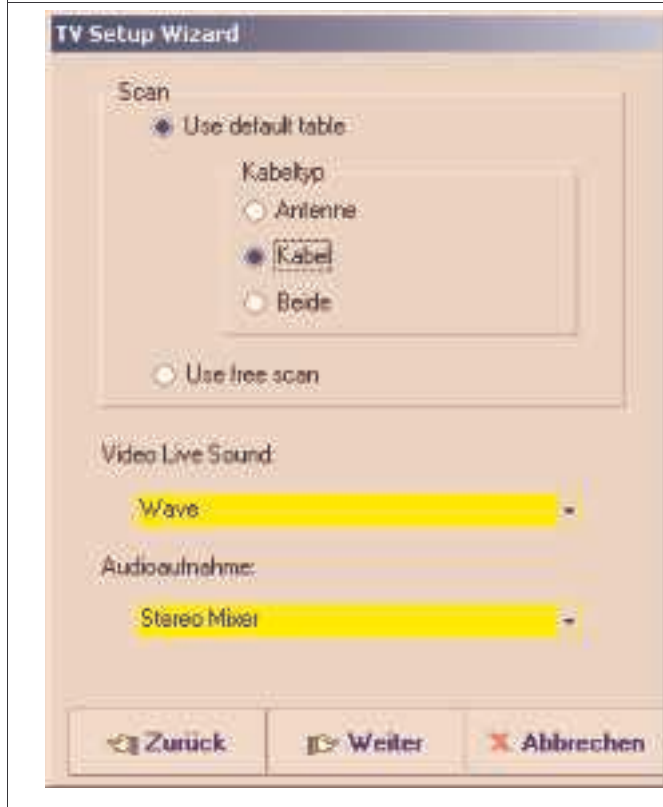 TV Setup Wizard
Scan
Use default table
Kabeltyp
Antenne
Kabel
Beide
Use free scan
Video Live Sound
Wave
Audioaufnahme:
Stereo Mixer
Zurück Weiter Abbrechen